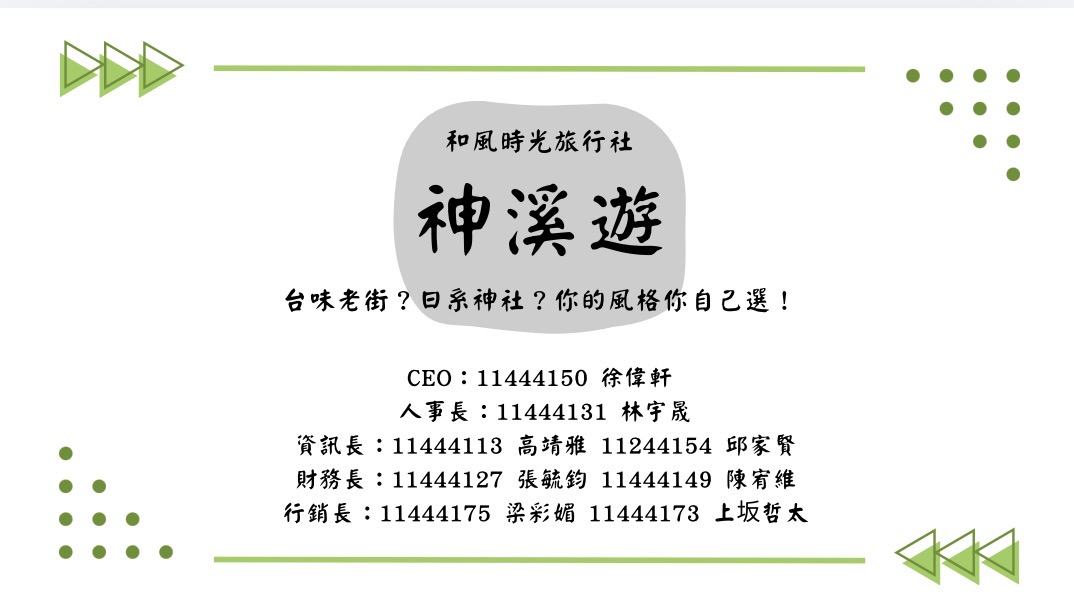 和風時光旅行社
神溪遊
台味老街？日系神社？你的風格你自己選！
CEO：11444150 徐偉軒
人事長：11444131 林宇晟
資訊長：11444113 高靖雅 11244154 邱家賢
財務長：11444127 張毓鈞 11444149 陳宥維
行銷長：11444175 梁彩媚 11444173 上坂哲太